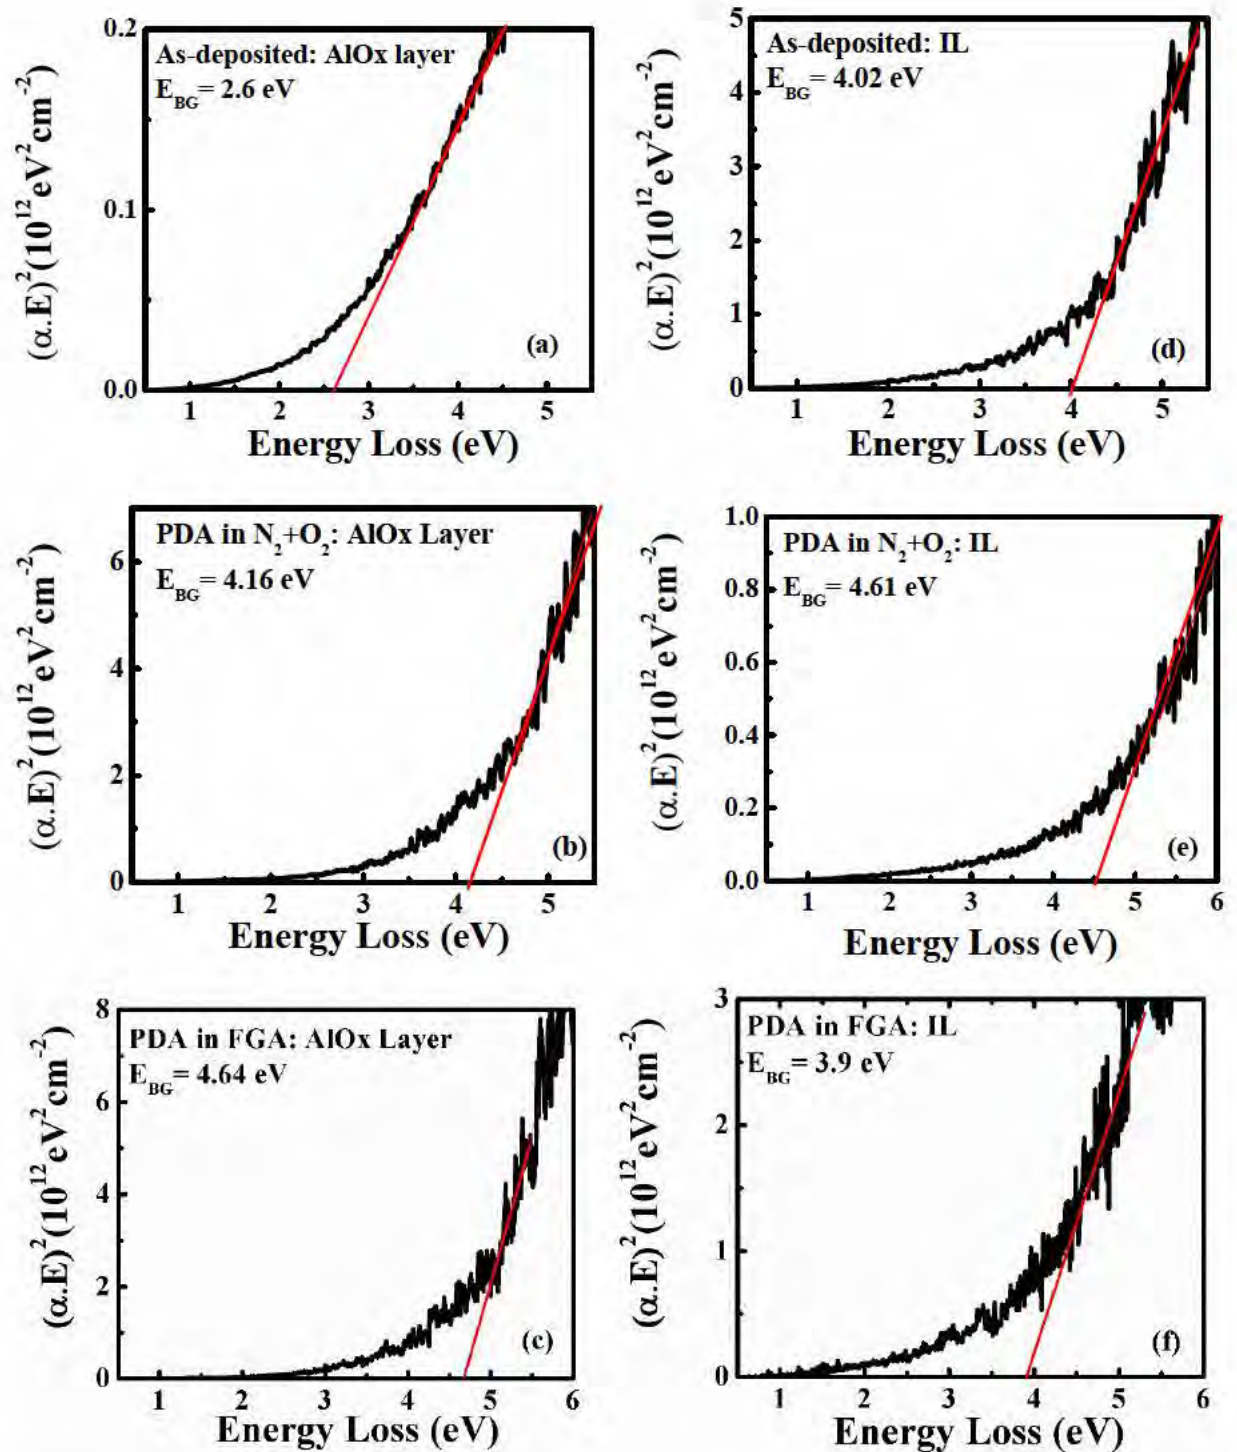 As-deposited: AlOx layer
E_BG= 2.6 eV
(α.E)²(10¹²eV²cm⁻²)
0.2
0.1
0.0
1 2 3 4 5
Energy Loss (eV)
(a)
As-deposited: IL
E_BG= 4.02 eV
(α.E)²(10¹²eV²cm⁻²)
5
4
3
2
1
0
1 2 3 4 5
Energy Loss (eV)
(d)
PDA in N₂+O₂: AlOx Layer
E_BG= 4.16 eV
(α.E)²(10¹²eV²cm⁻²)
6
4
2
0
1 2 3 4 5
Energy Loss (eV)
(b)
PDA in N₂+O₂: IL
E_BG= 4.61 eV
(α.E)²(10¹²eV²cm⁻²)
1.0
0.8
0.6
0.4
0.2
0.0
1 2 3 4 5 6
Energy Loss (eV)
(e)
PDA in FGA: AlOx Layer
E_BG= 4.64 eV
(α.E)²(10¹²eV²cm⁻²)
8
6
4
2
0
1 2 3 4 5 6
Energy Loss (eV)
(c)
PDA in FGA: IL
E_BG= 3.9 eV
(α.E)²(10¹²eV²cm⁻²)
3
2
1
0
1 2 3 4 5 6
Energy Loss (eV)
(f)